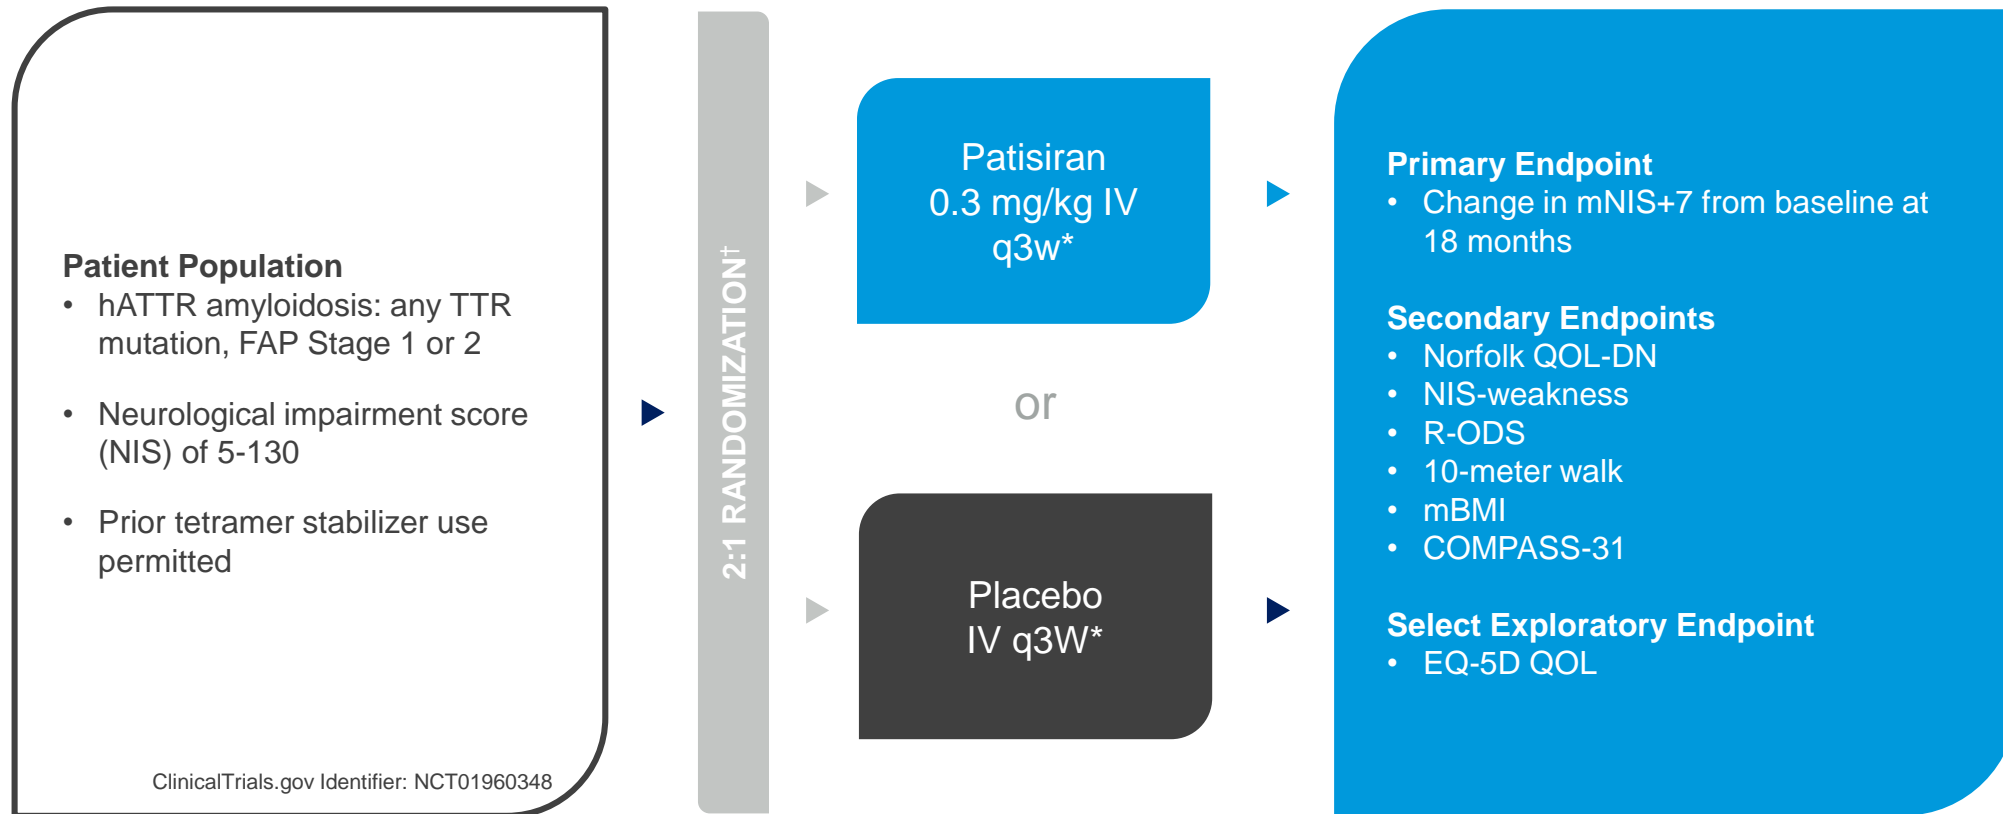 Patient Population
• hATTR amyloidosis: any TTR
mutation, FAP Stage 1 or 2
• Neurological impairment score
(NIS) of 5-130
• Prior tetramer stabilizer use
permitted
ClinicalTrials.gov Identifier: NCT01960348
2:1 RANDOMIZATION†
Patisiran
0.3 mg/kg IV
q3w*
or
Placebo
IV q3W*
Primary Endpoint
• Change in mNIS+7 from baseline at
18 months
Secondary Endpoints
• Norfolk QOL-DN
• NIS-weakness
• R-ODS
• 10-meter walk
• mBMI
• COMPASS-31
Select Exploratory Endpoint
• EQ-5D QOL